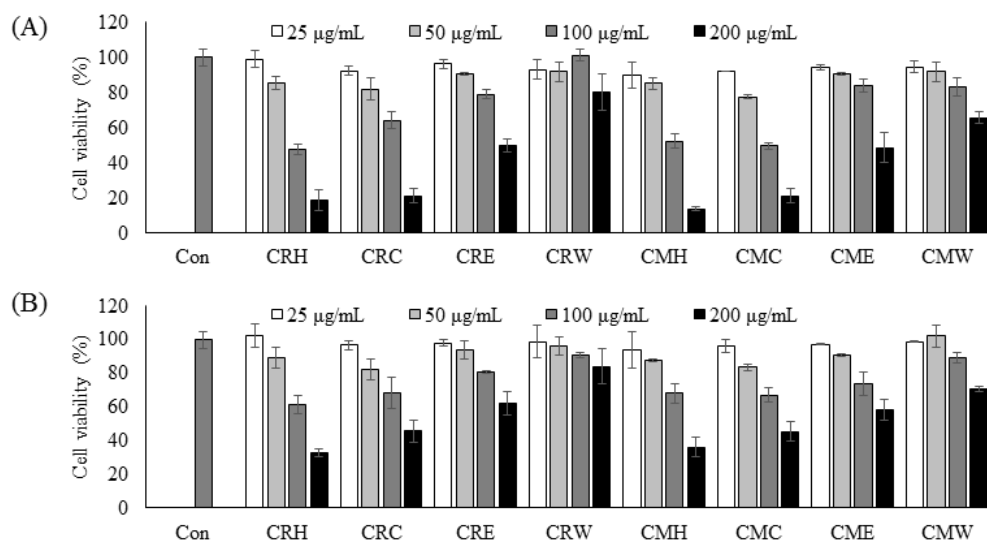 (A)
25 µg/mL 50 µg/mL 100 µg/mL 200 µg/mL
Cell viability (%)
120
100
80
60
40
20
0
Con CRH CRC CRE CRW CMH CMC CME CMW
(B)
25 µg/mL 50 µg/mL 100 µg/mL 200 µg/mL
Cell viability (%)
120
100
80
60
40
20
0
Con CRH CRC CRE CRW CMH CMC CME CMW